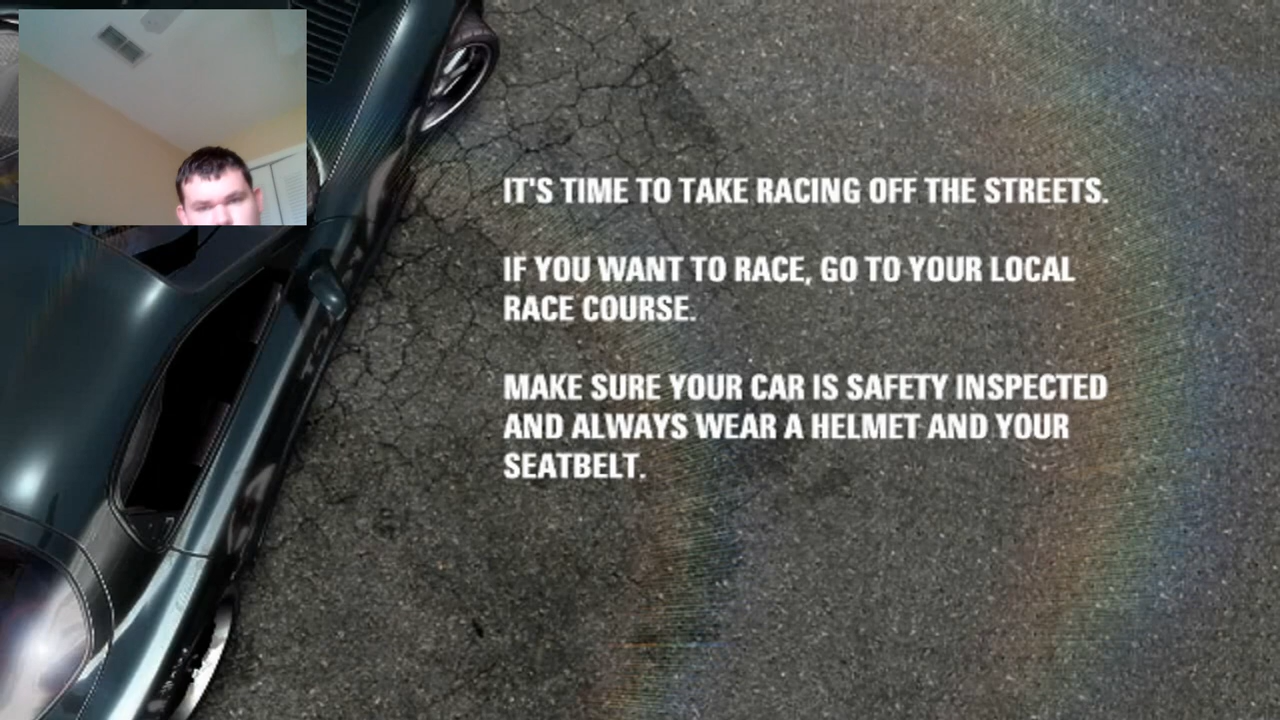 IT'S TIME TO TAKE RACING OFF THE STREETS.
IF YOU WANT TO RACE, GO TO YOUR LOCAL
RACE COURSE.
MAKE SURE YOUR CAR IS SAFETY INSPECTED
AND ALWAYS WEAR A HELMET AND YOUR
SEATBELT.